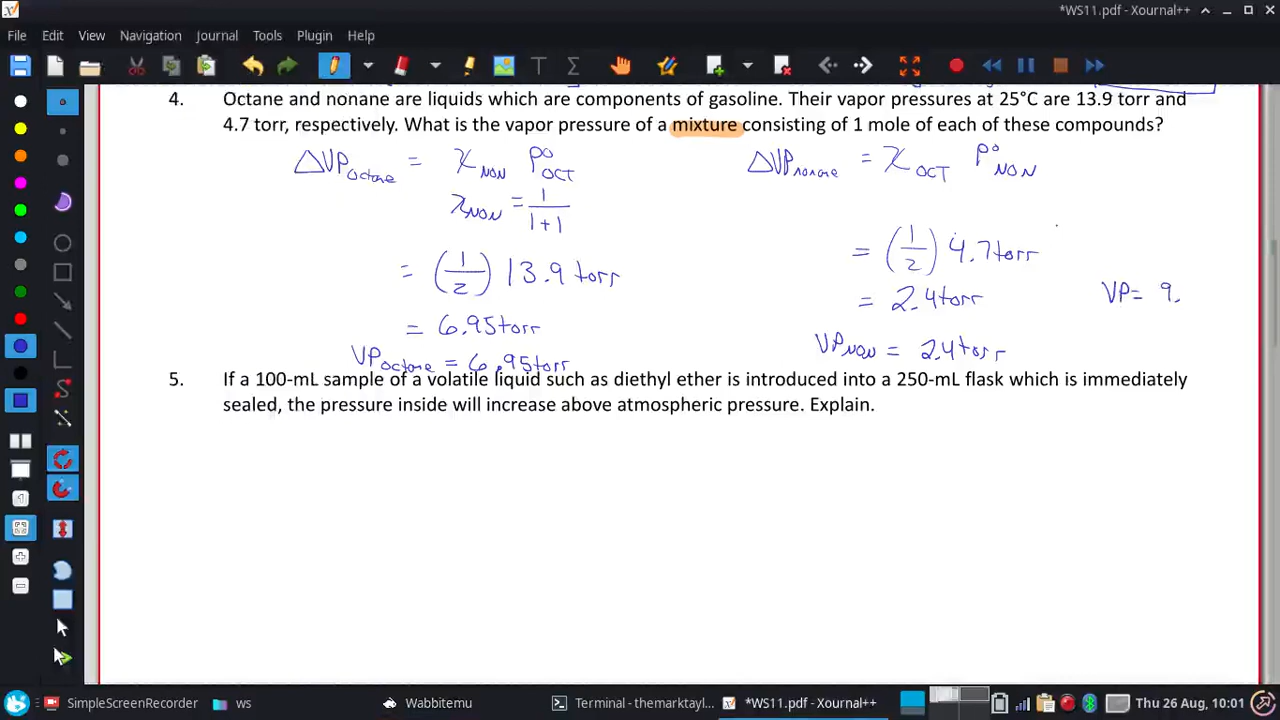 *WS11.pdf - Xournal++
File Edit View Navigation Journal Tools Plugin Help
4. Octane and nonane are liquids which are components of gasoline. Their vapor pressures at 25°C are 13.9 torr and
4.7 torr, respectively. What is the vapor pressure of a mixture consisting of 1 mole of each of these compounds?
ΔVP octane = χ NON P° OCT
ΔVP nonane = χ OCT P° NON
χ NON = 1/(1+1)
= (1/2) 4.7 torr
= (1/2) 13.9 torr
= 2.4 torr
VP = 9.
= 6.95 torr
VP NON = 2.4 torr
VP octane = 6.95 torr
5. If a 100-mL sample of a volatile liquid such as diethyl ether is introduced into a 250-mL flask which is immediately
sealed, the pressure inside will increase above atmospheric pressure. Explain.
SimpleScreenRecorder ws Wabbitemu Terminal - themarktayl... *WS11.pdf - Xournal++ Thu 26 Aug, 10:01